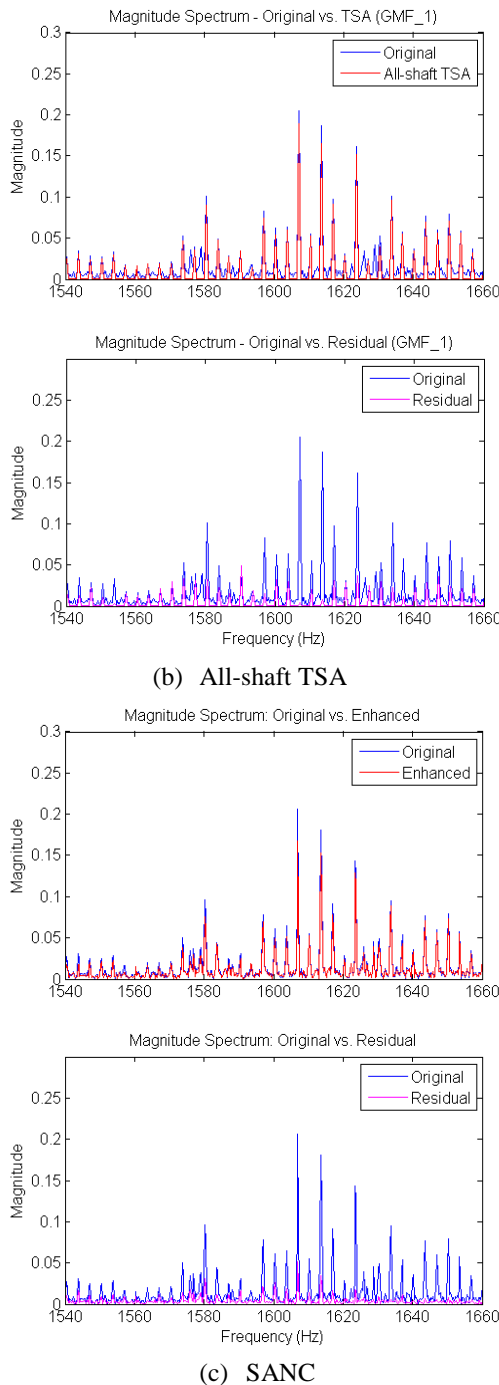 Magnitude Spectrum - Original vs. TSA (GMF_1)
0.3
0.25
0.2
0.15
0.1
0.05
0
Magnitude
Original
All-shaft TSA
1540 1560 1580 1600 1620 1640 1660
Magnitude Spectrum - Original vs. Residual (GMF_1)
0.25
0.2
0.15
0.1
0.05
0
Magnitude
Original
Residual
1540 1560 1580 1600 1620 1640 1660
Frequency (Hz)
(b) All-shaft TSA
Magnitude Spectrum: Original vs. Enhanced
0.3
0.25
0.2
0.15
0.1
0.05
0
Magnitude
Original
Enhanced
1540 1560 1580 1600 1620 1640 1660
Magnitude Spectrum: Original vs. Residual
0.25
0.2
0.15
0.1
0.05
0
Magnitude
Original
Residual
1540 1560 1580 1600 1620 1640 1660
Frequency (Hz)
(c) SANC